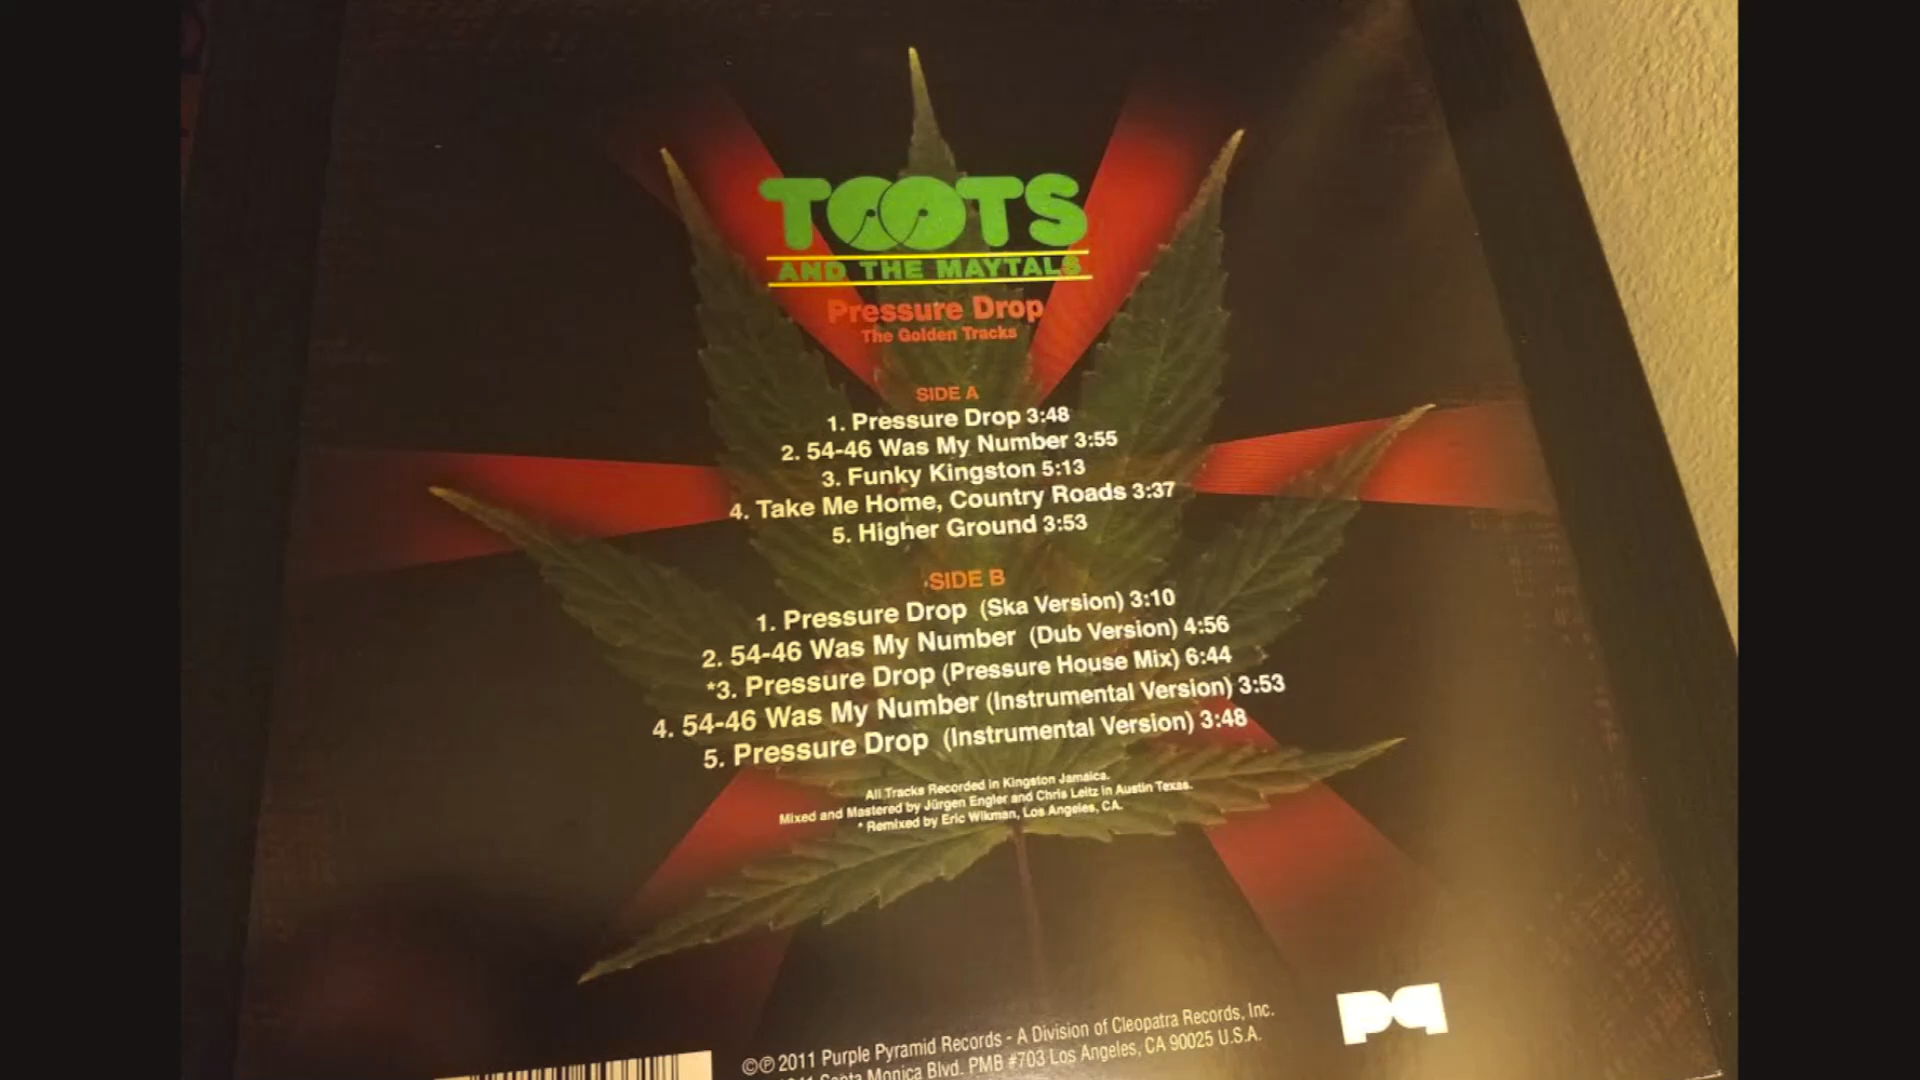 TOOTS
AND THE MAYTALS
Pressure Drop
The Golden Tracks
SIDE A
1. Pressure Drop 3:48
2. 54-46 Was My Number 3:55
3. Funky Kingston 5:13
4. Take Me Home, Country Roads 3:37
5. Higher Ground 3:53
SIDE B
1. Pressure Drop (Ska Version) 3:10
2. 54-46 Was My Number (Dub Version) 4:56
*3. Pressure Drop (Pressure House Mix) 6:44
4. 54-46 Was My Number (Instrumental Version) 3:53
5. Pressure Drop (Instrumental Version) 3:48
All Tracks Recorded in Kingston Jamaica.
Mixed and Mastered by Jürgen Engler and Chris Leitz in Austin Texas.
* Remixed by Eric Wikman, Los Angeles, CA.
©℗ 2011 Purple Pyramid Records - A Division of Cleopatra Records, Inc.
Santa Monica Blvd. PMB #703 Los Angeles, CA 90025 U.S.A.